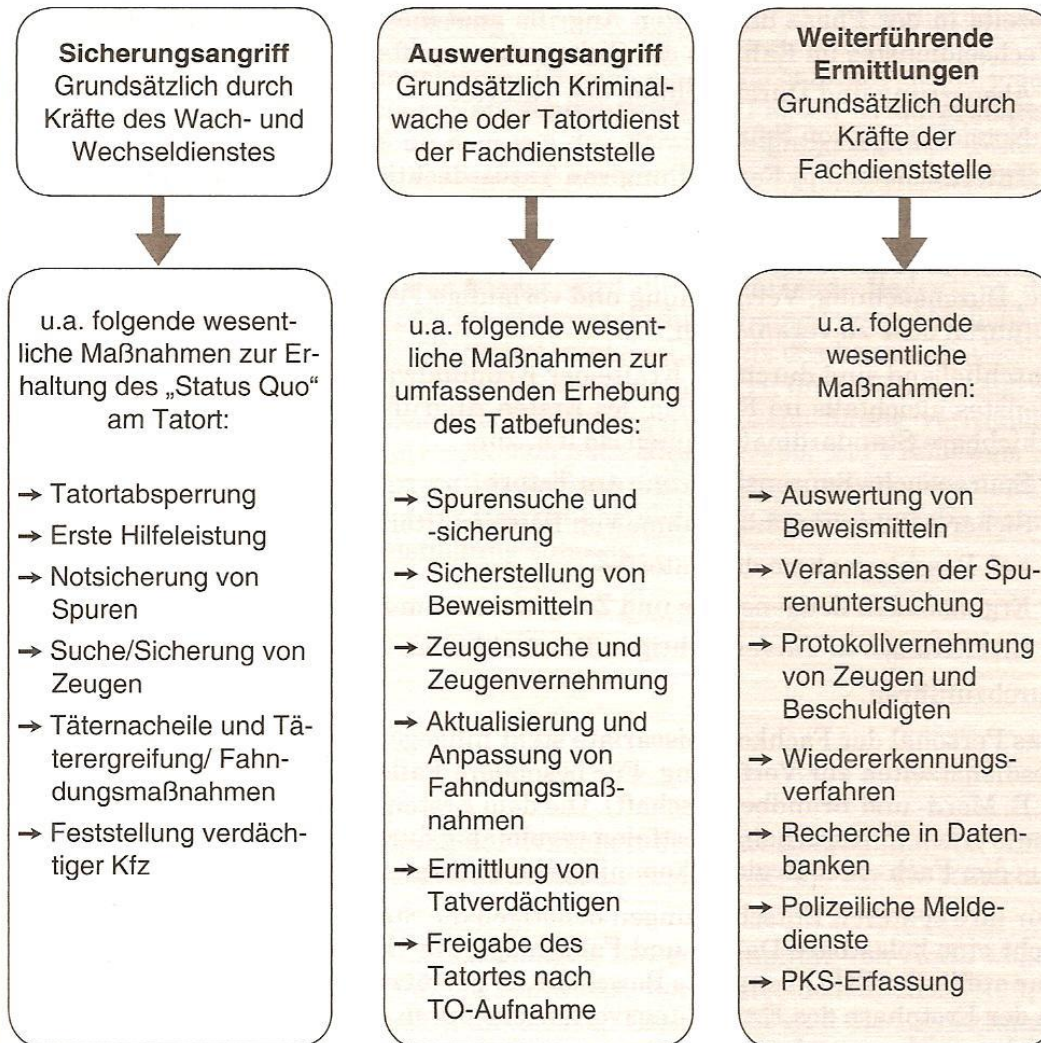 Sicherungsangriff
Grundsätzlich durch
Kräfte des Wach- und
Wechseldienstes
u.a. folgende wesent-
liche Maßnahmen zur Er-
haltung des „Status Quo“
am Tatort:
→ Tatortabsperrung
→ Erste Hilfeleistung
→ Notsicherung von
Spuren
→ Suche/Sicherung von
Zeugen
→ Täternacheile und Tä-
terergreifung/ Fahn-
dungsmaßnahmen
→ Feststellung verdäch-
tiger Kfz
Auswertungsangriff
Grundsätzlich Kriminal-
wache oder Tatortdienst
der Fachdienststelle
u.a. folgende wesent-
liche Maßnahmen zur
umfassenden Erhebung
des Tatbefundes:
→ Spurensuche und
-sicherung
→ Sicherstellung von
Beweismitteln
→ Zeugensuche und
Zeugenvernehmung
→ Aktualisierung und
Anpassung von
Fahndungsmaß-
nahmen
→ Ermittlung von
Tatverdächtigen
→ Freigabe des
Tatortes nach
TO-Aufnahme
Weiterführende
Ermittlungen
Grundsätzlich durch
Kräfte der
Fachdienststelle
u.a. folgende
wesentliche
Maßnahmen:
→ Auswertung von
Beweismitteln
→ Veranlassen der Spu-
renuntersuchung
→ Protokollvernehmung
von Zeugen und
Beschuldigten
→ Wiedererkennungs-
verfahren
→ Recherche in Daten-
banken
→ Polizeiliche Melde-
dienste
→ PKS-Erfassung